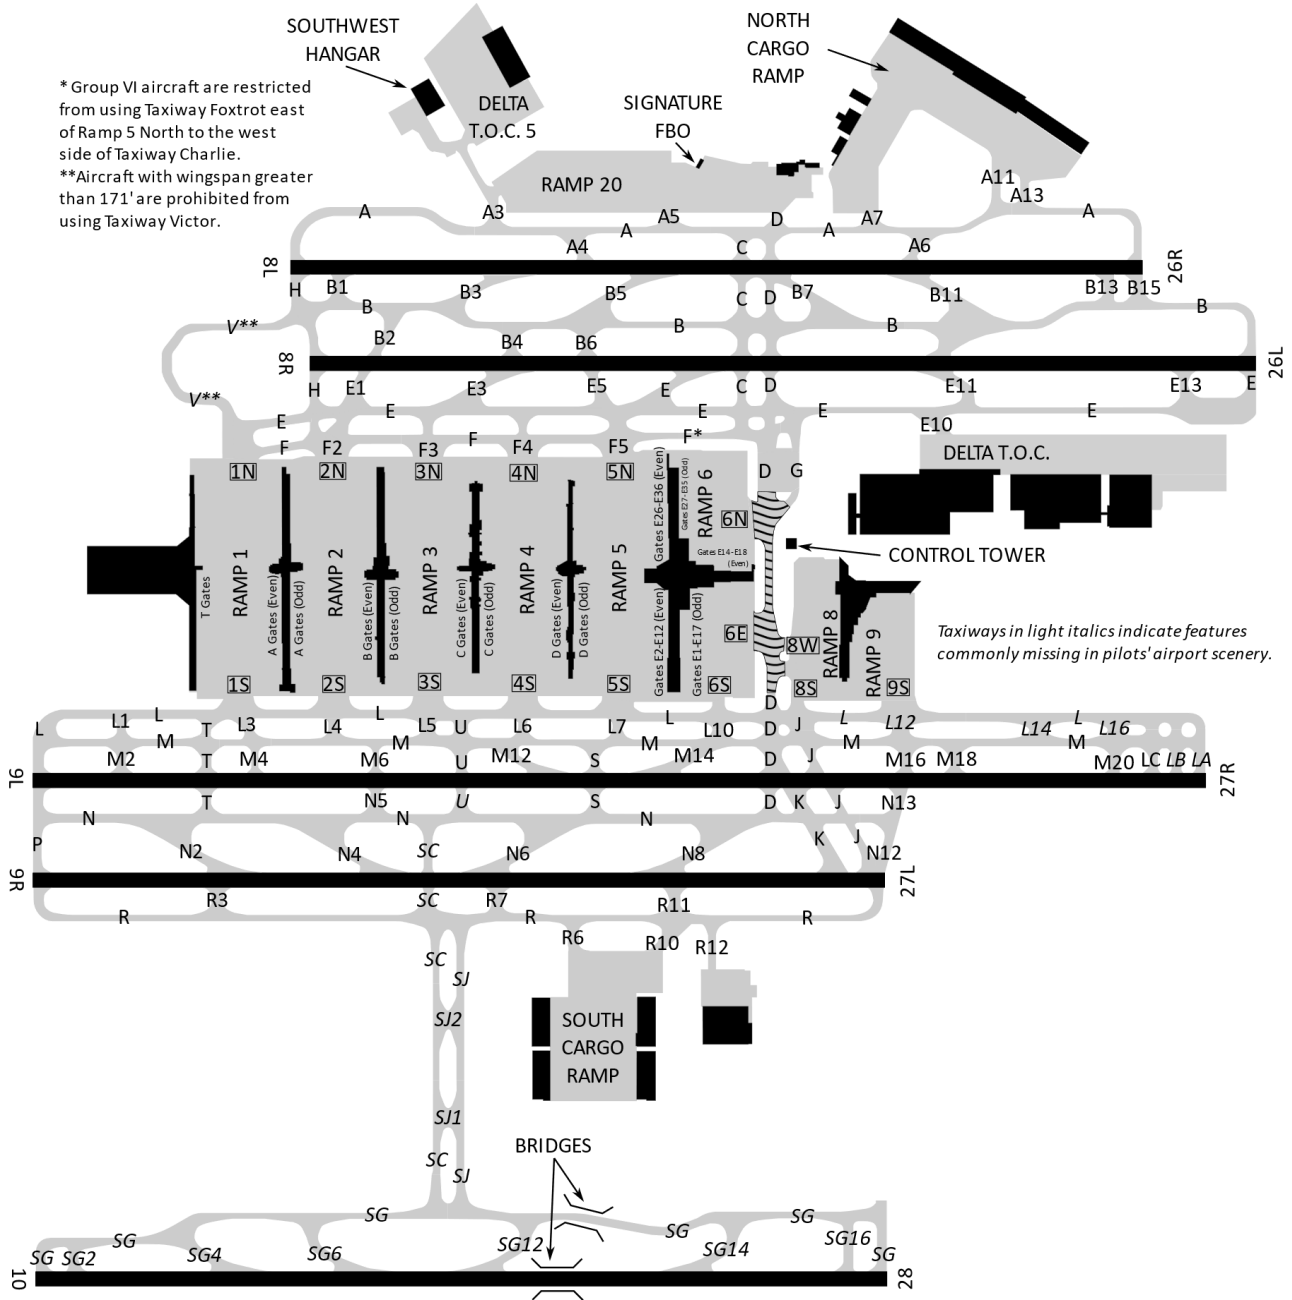 SOUTHWEST
HANGAR
NORTH
CARGO
RAMP
* Group VI aircraft are restricted
from using Taxiway Foxtrot east
of Ramp 5 North to the west
side of Taxiway Charlie.
**Aircraft with wingspan greater
than 171' are prohibited from
using Taxiway Victor.
DELTA
T.O.C. 5
SIGNATURE
FBO
RAMP 20
A11
A13
A
A3
A5
D
A7
A
A
A
A4
C
A6
8L
26R
H
B1
B3
B5
C
D
B7
B11
B13
B15
B
B
V**
B
B
B2
B4
B6
8R
26L
H
E1
E3
E5
E
C
D
E11
E13
E
V**
E
E
E
E
E
E10
F
F2
F3
F
F4
F5
F*
DELTA T.O.C.
1N
2N
3N
4N
5N
D
G
6N
CONTROL TOWER
T Gates
RAMP 1
A Gates (Even)
A Gates (Odd)
RAMP 2
B Gates (Even)
B Gates (Odd)
RAMP 3
C Gates (Even)
C Gates (Odd)
RAMP 4
D Gates (Even)
D Gates (Odd)
RAMP 5
Gates E26-E36 (Even)
Gates E27-E35 (Odd)
RAMP 6
Gates E14-E18
(Even)
Gates E2-E12 (Even)
Gates E1-E17 (Odd)
6E
8W
RAMP 8
RAMP 9
Taxiways in light italics indicate features
commonly missing in pilots' airport scenery.
1S
2S
3S
4S
5S
6S
8S
9S
D
L
L1
L
T
L3
L4
L
L5
U
L6
L7
L
L10
D
J
L
L12
L14
L
L16
M
M
M
M
M
M2
T
M4
M6
U
M12
S
M14
D
J
M16
M18
M20
LC
LB
LA
9L
27R
T
N5
U
S
D
K
J
N13
N
N
N
P
N2
N4
SC
N6
N8
K
J
N12
9R
27L
R3
SC
R7
R11
R
R
R
R6
R10
R12
SC
SJ
SJ2
SOUTH
CARGO
RAMP
SJ1
BRIDGES
SC
SJ
SG
SG
SG
SG
SG
SG2
SG4
SG6
SG12
SG14
SG16
SG
10
28